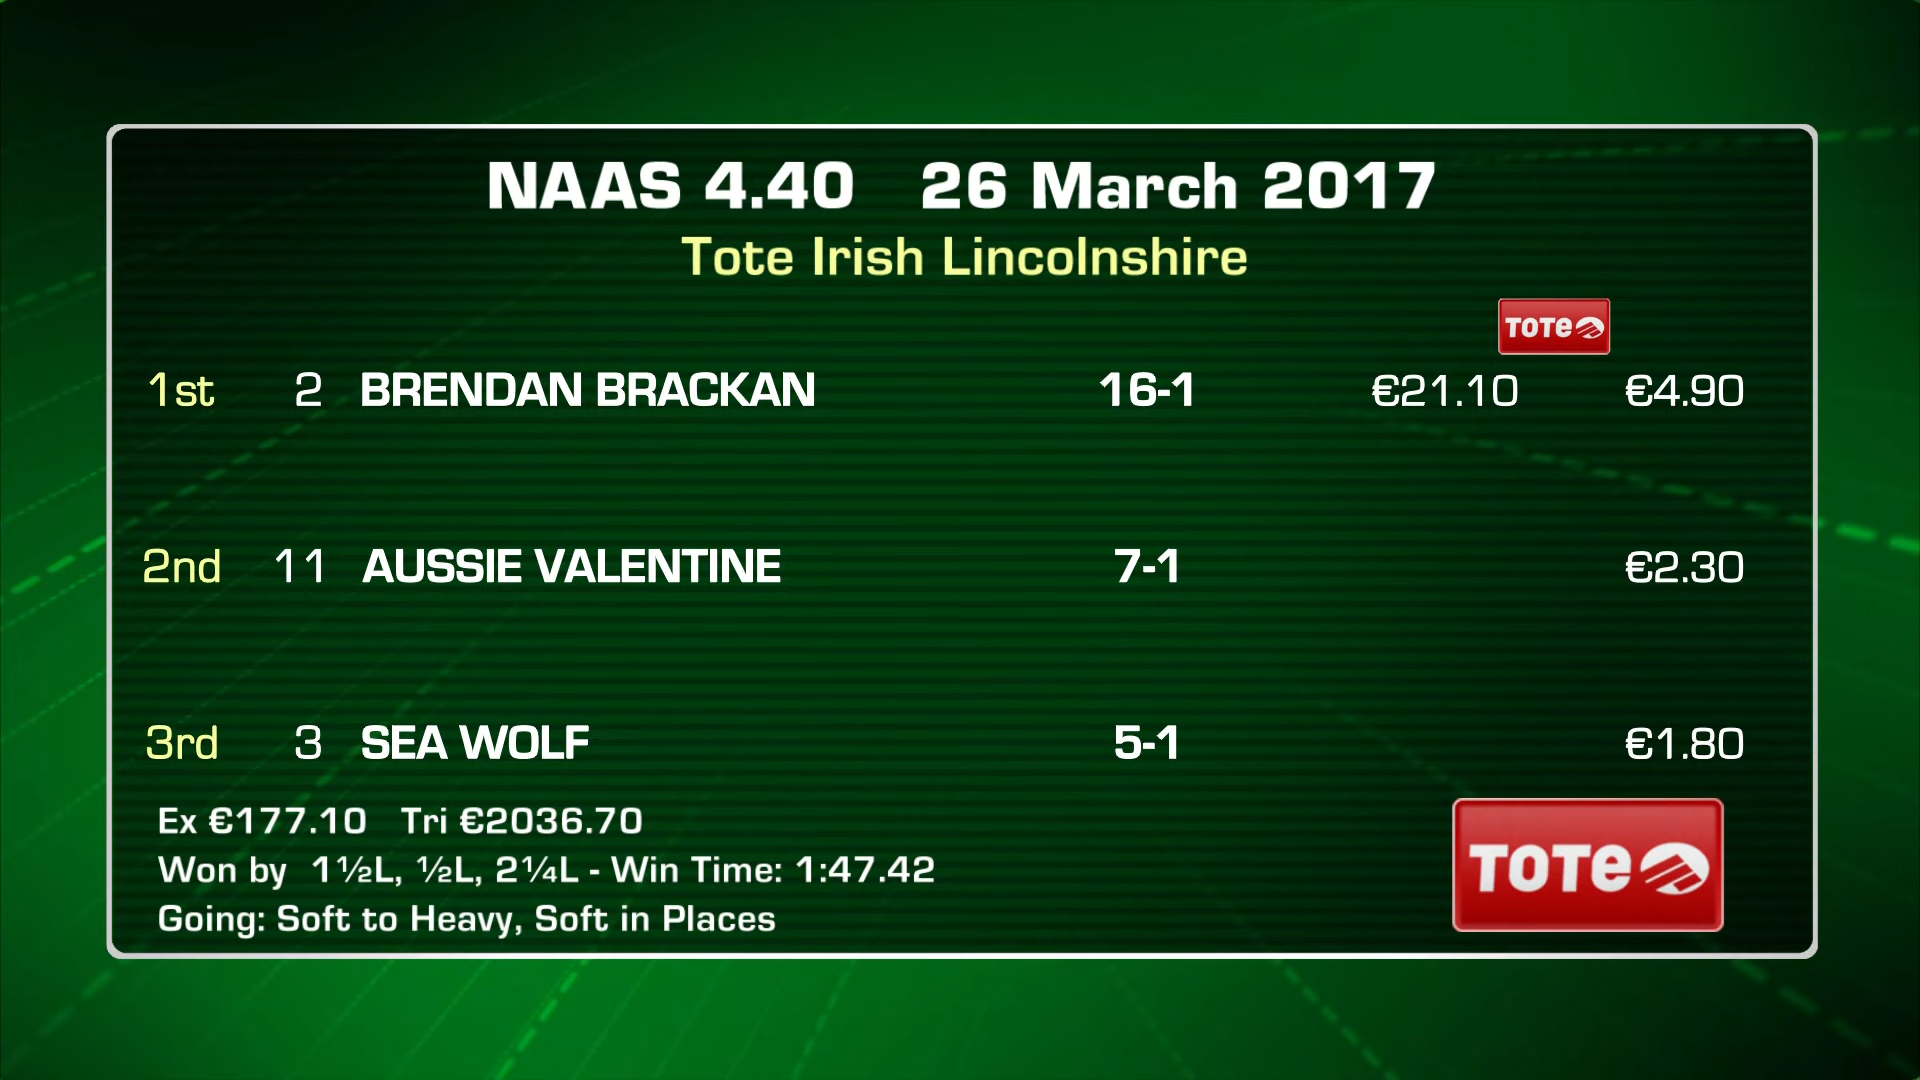 NAAS 4.40 26 March 2017
Tote Irish Lincolnshire
TOTE
1st 2 BRENDAN BRACKAN 16-1 €21.10 €4.90
2nd 11 AUSSIE VALENTINE 7-1 €2.30
3rd 3 SEA WOLF 5-1 €1.80
Ex €177.10 Tri €2036.70
Won by 1½L, ½L, 2¼L - Win Time: 1:47.42
Going: Soft to Heavy, Soft in Places
TOTE